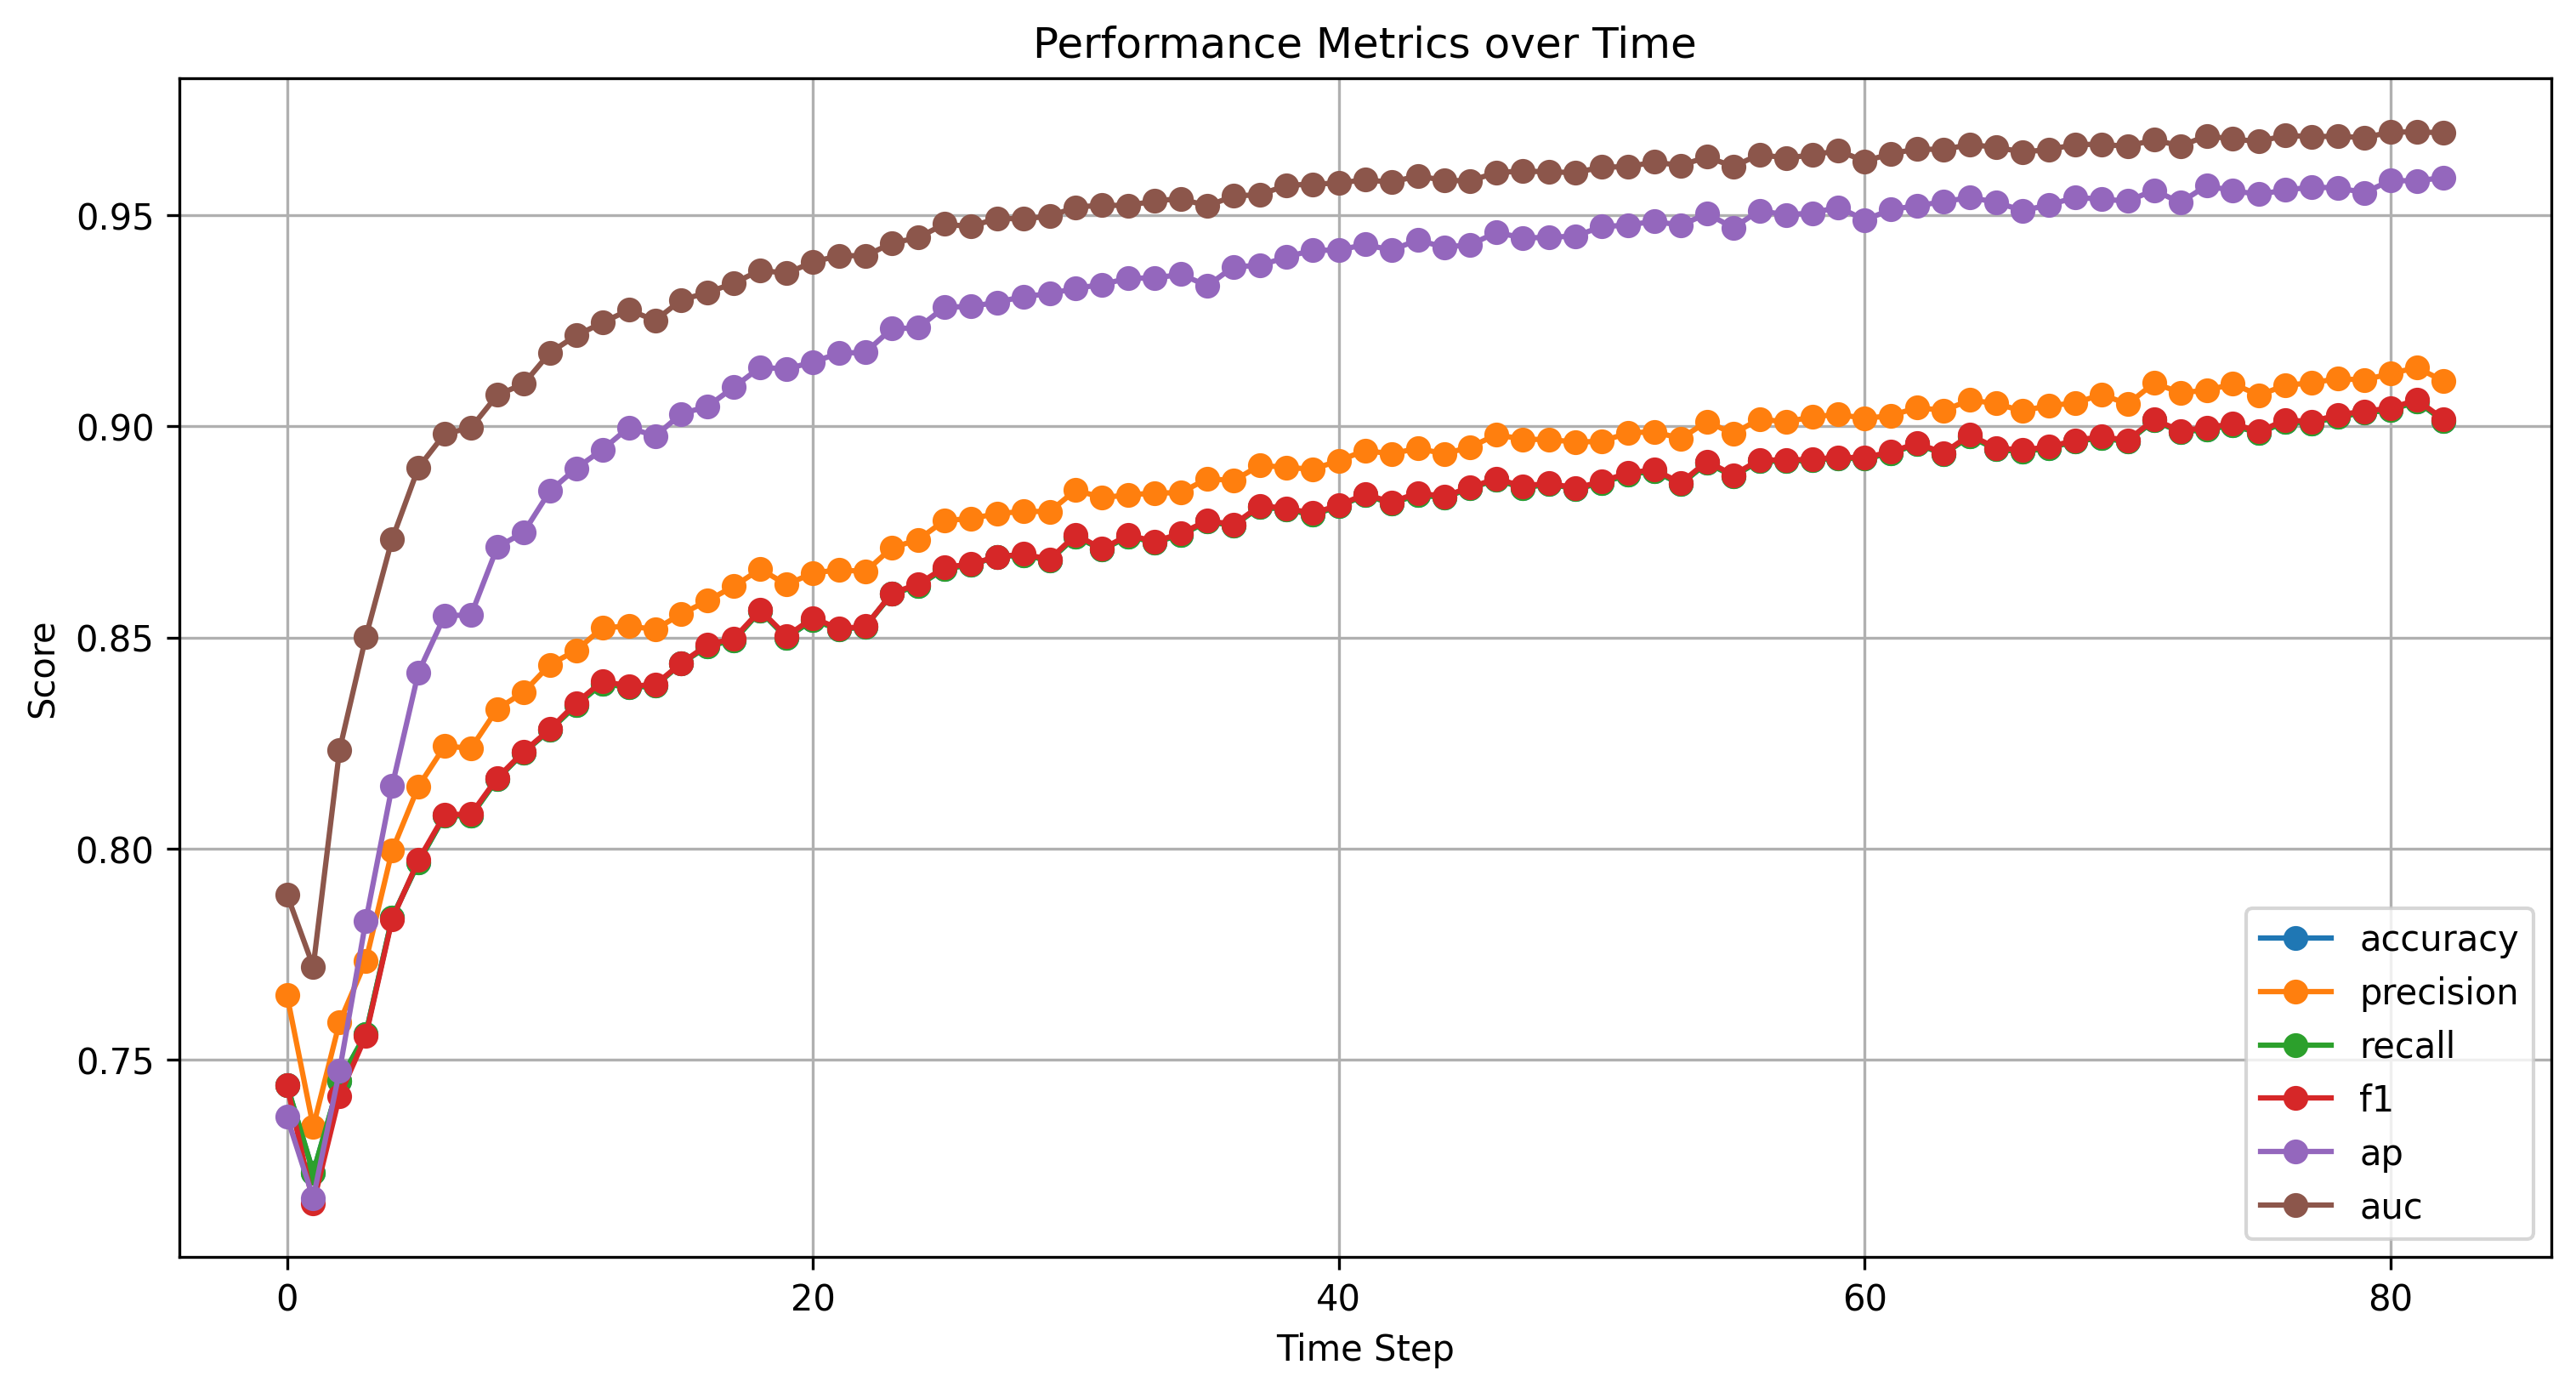 Performance Metrics over Time
Score
0.95
0.90
0.85
0.80
0.75
0
20
40
60
80
Time Step
accuracy
precision
recall
f1
ap
auc